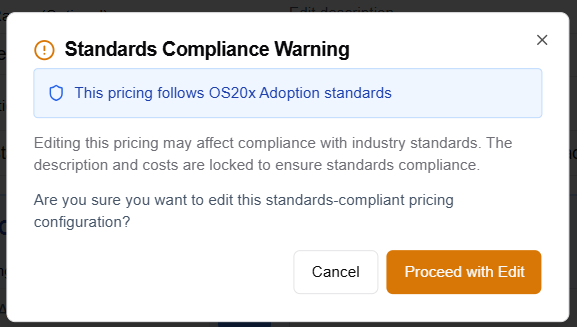 Edit description
Standards Compliance Warning
This pricing follows OS20x Adoption standards
Editing this pricing may affect compliance with industry standards. The
description and costs are locked to ensure standards compliance.
Are you sure you want to edit this standards-compliant pricing
configuration?
Cancel
Proceed with Edit